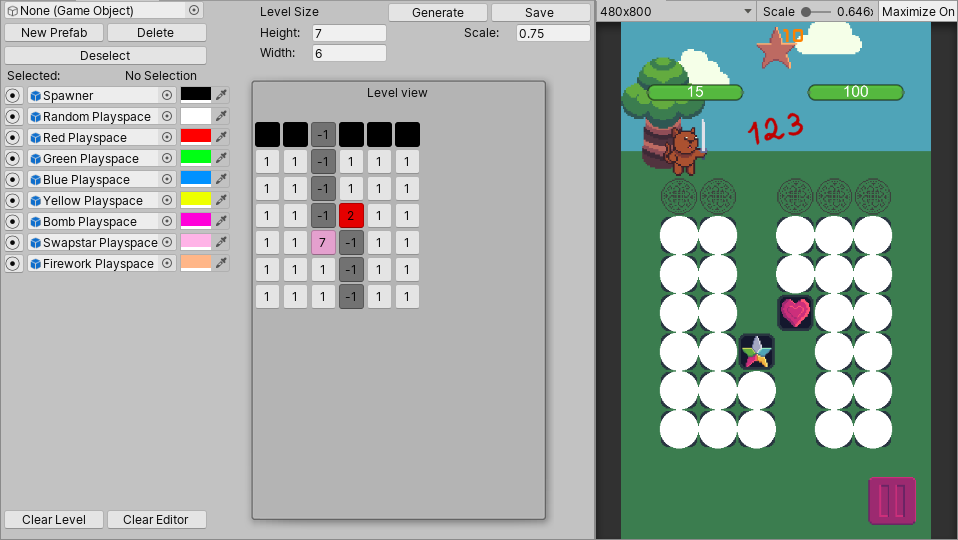 None (Game Object)
New Prefab Delete
Deselect
Selected: No Selection
Spawner
Random Playspace
Red Playspace
Green Playspace
Blue Playspace
Yellow Playspace
Bomb Playspace
Swapstar Playspace
Firework Playspace
Clear Level Clear Editor
Level Size Generate Save
Height: 7 Scale: 0.75
Width: 6
Level view
-1
1 1 -1 1 1 1
1 1 -1 1 1 1
1 1 -1 2 1 1
1 1 7 -1 1 1
1 1 1 -1 1 1
1 1 1 -1 1 1
480x800 Scale 0.646x Maximize On
10
15 100
123